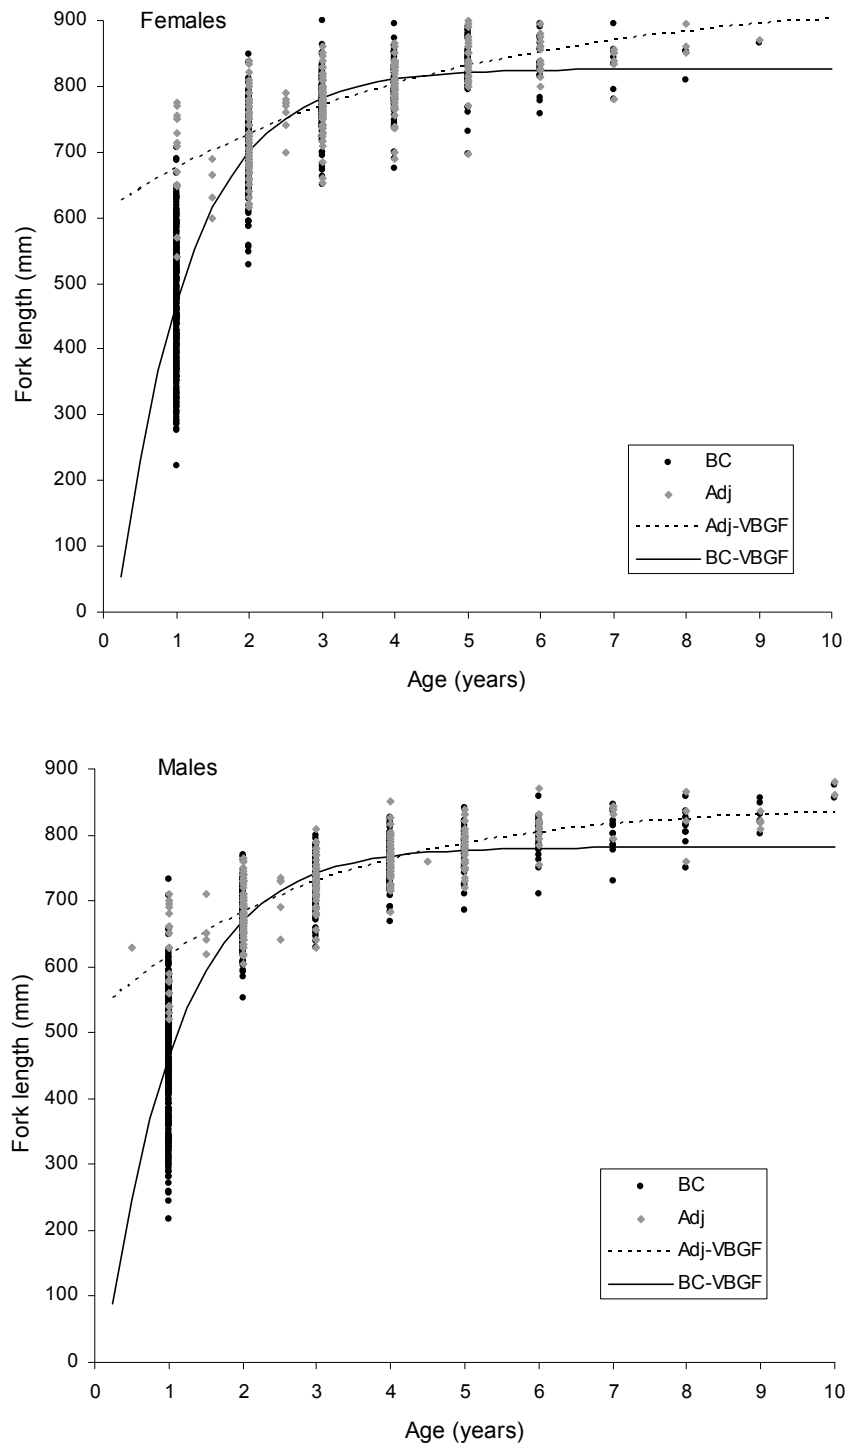 Females
900
800
700
600
500
400
300
200
100
0
Fork length (mm)
0 1 2 3 4 5 6 7 8 9 10
Age (years)
BC
Adj
Adj-VBGF
BC-VBGF
Males
900
800
700
600
500
400
300
200
100
0
Fork length (mm)
0 1 2 3 4 5 6 7 8 9 10
Age (years)
BC
Adj
Adj-VBGF
BC-VBGF